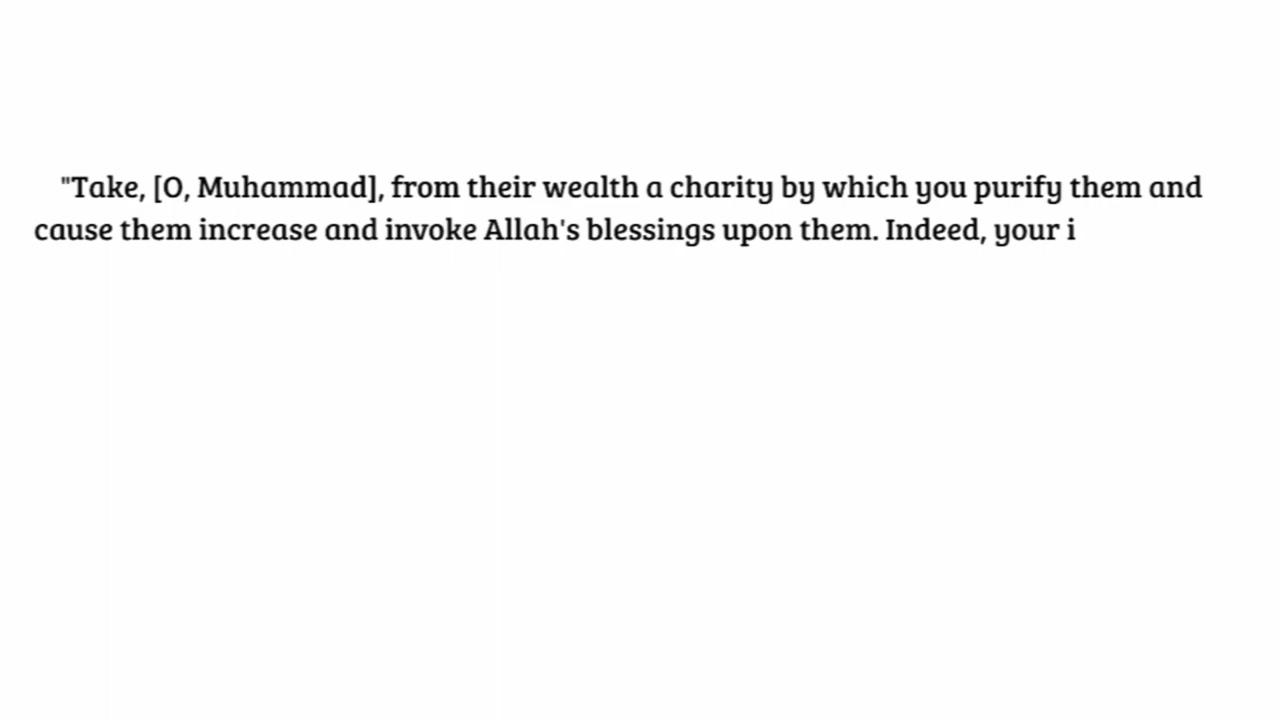 "Take, [O, Muhammad], from their wealth a charity by which you purify them and
cause them increase and invoke Allah's blessings upon them. Indeed, your i